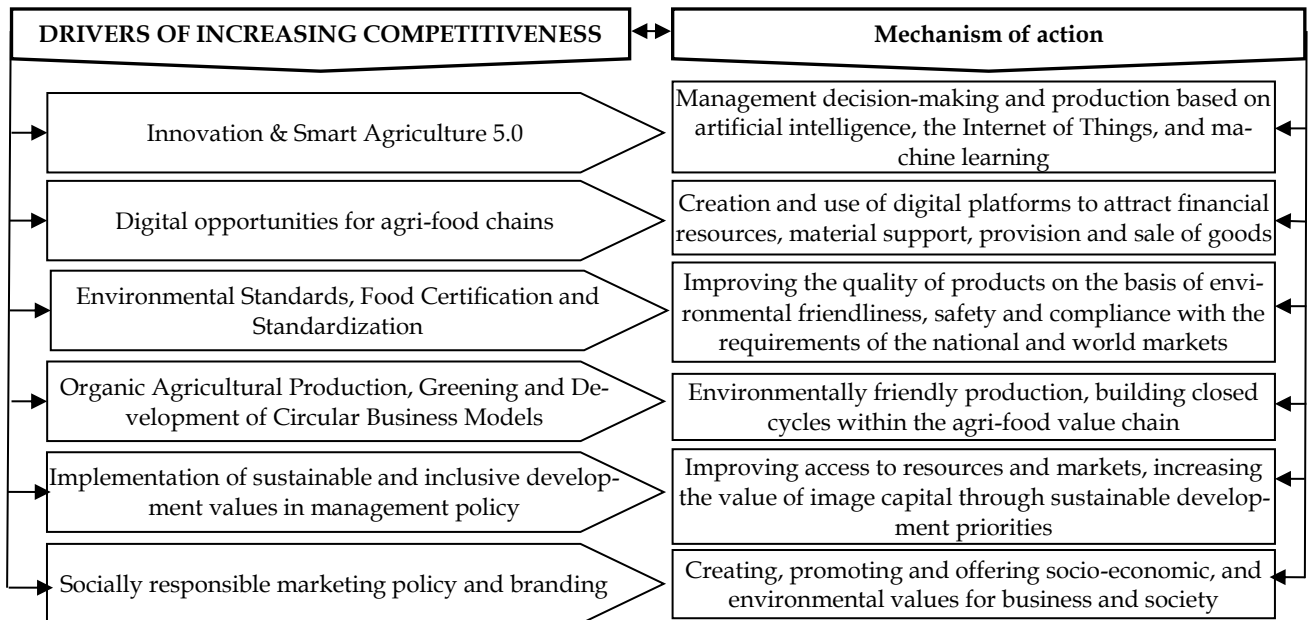 DRIVERS OF INCREASING COMPETITIVENESS
Mechanism of action
Innovation & Smart Agriculture 5.0
Management decision-making and production based on
artificial intelligence, the Internet of Things, and ma-
chine learning
Digital opportunities for agri-food chains
Creation and use of digital platforms to attract financial
resources, material support, provision and sale of goods
Environmental Standards, Food Certification and
Standardization
Improving the quality of products on the basis of envi-
ronmental friendliness, safety and compliance with the
requirements of the national and world markets
Organic Agricultural Production, Greening and De-
velopment of Circular Business Models
Environmentally friendly production, building closed
cycles within the agri-food value chain
Implementation of sustainable and inclusive develop-
ment values in management policy
Improving access to resources and markets, increasing
the value of image capital through sustainable develop-
ment priorities
Socially responsible marketing policy and branding
Creating, promoting and offering socio-economic, and
environmental values for business and society